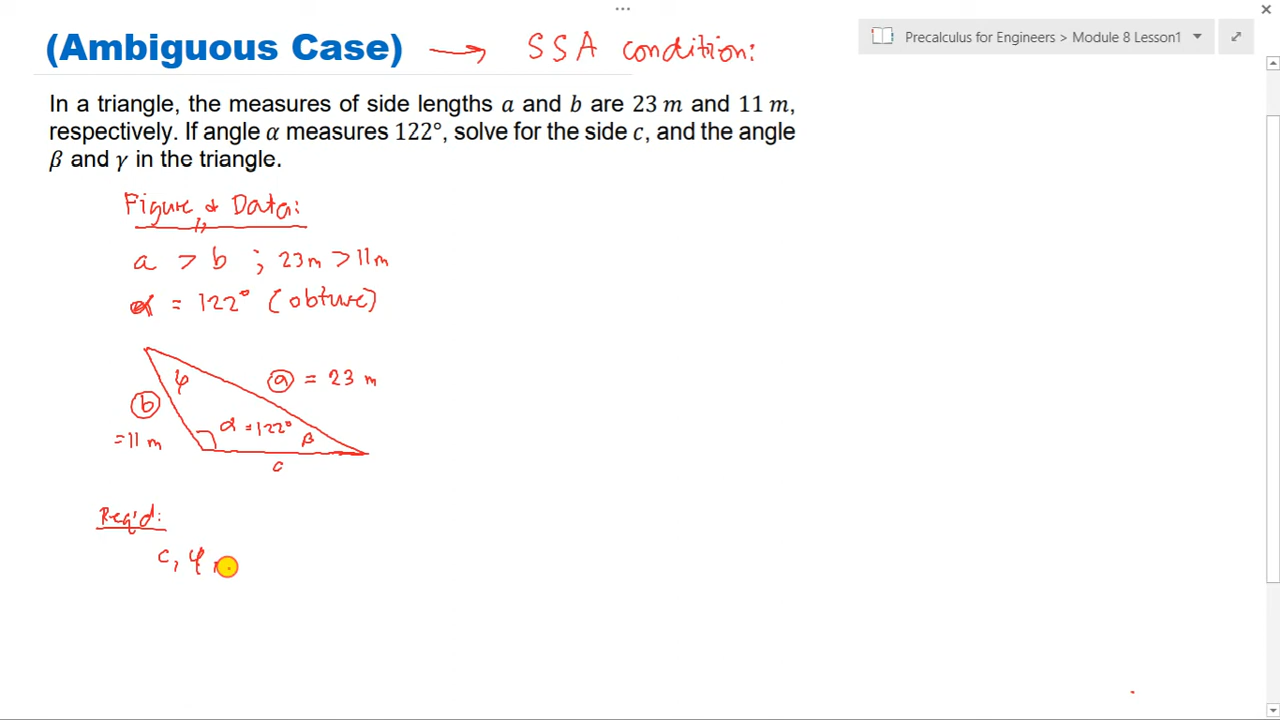 (Ambiguous Case) → SSA condition:
Precalculus for Engineers > Module 8 Lesson1
In a triangle, the measures of side lengths a and b are 23 m and 11 m,
respectively. If angle α measures 122°, solve for the side c, and the angle
β and γ in the triangle.
Figure & Data:
a > b ; 23m > 11m
α = 122° (obtuse)
φ
a = 23 m
b
= 11 m
α = 122°
β
c
Req'd:
c, φ,